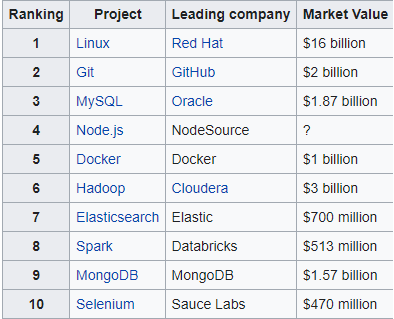 Ranking Project Leading company Market Value
1 Linux Red Hat $16 billion
2 Git GitHub $2 billion
3 MySQL Oracle $1.87 billion
4 Node.js NodeSource ?
5 Docker Docker $1 billion
6 Hadoop Cloudera $3 billion
7 Elasticsearch Elastic $700 million
8 Spark Databricks $513 million
9 MongoDB MongoDB $1.57 billion
10 Selenium Sauce Labs $470 million